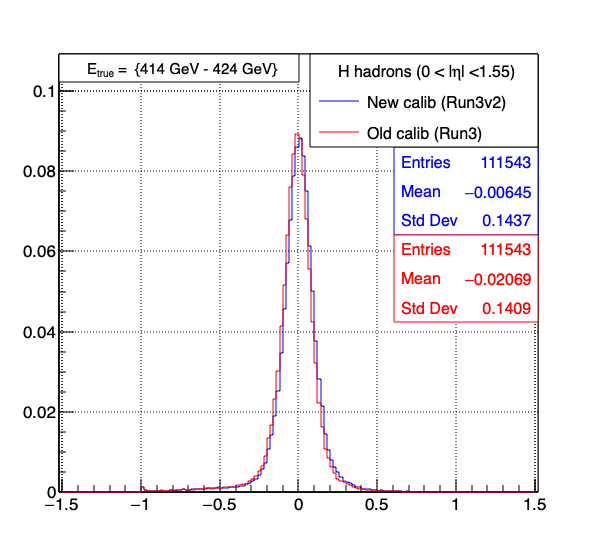 E_true = {414 GeV - 424 GeV}
H hadrons (0 < |η| <1.55)
New calib (Run3v2)
Old calib (Run3)
Entries 111543
Mean −0.00645
Std Dev 0.1437
Entries 111543
Mean −0.02069
Std Dev 0.1409
0.1
0.08
0.06
0.04
0.02
0
−1.5 −1 −0.5 0 0.5 1 1.5